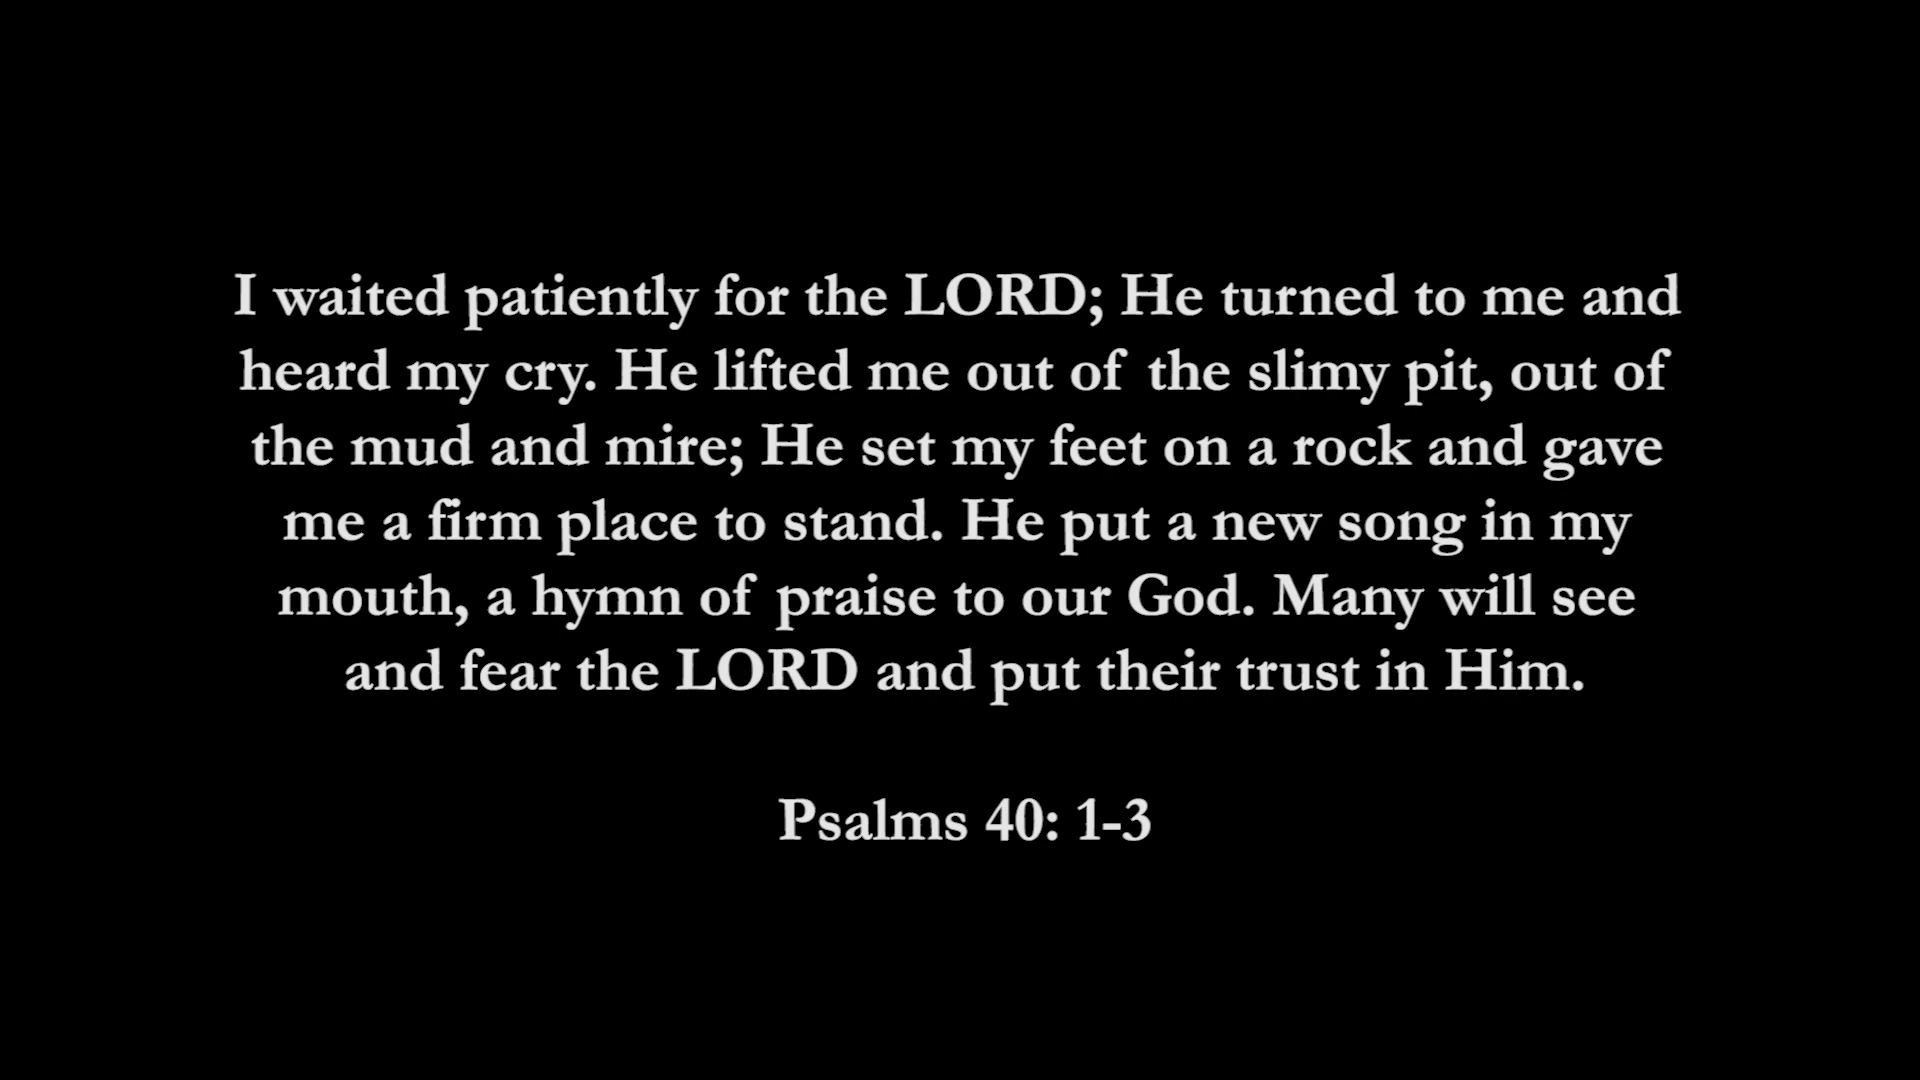 I waited patiently for the LORD; He turned to me and
heard my cry. He lifted me out of the slimy pit, out of
the mud and mire; He set my feet on a rock and gave
me a firm place to stand. He put a new song in my
mouth, a hymn of praise to our God. Many will see
and fear the LORD and put their trust in Him.
Psalms 40: 1-3